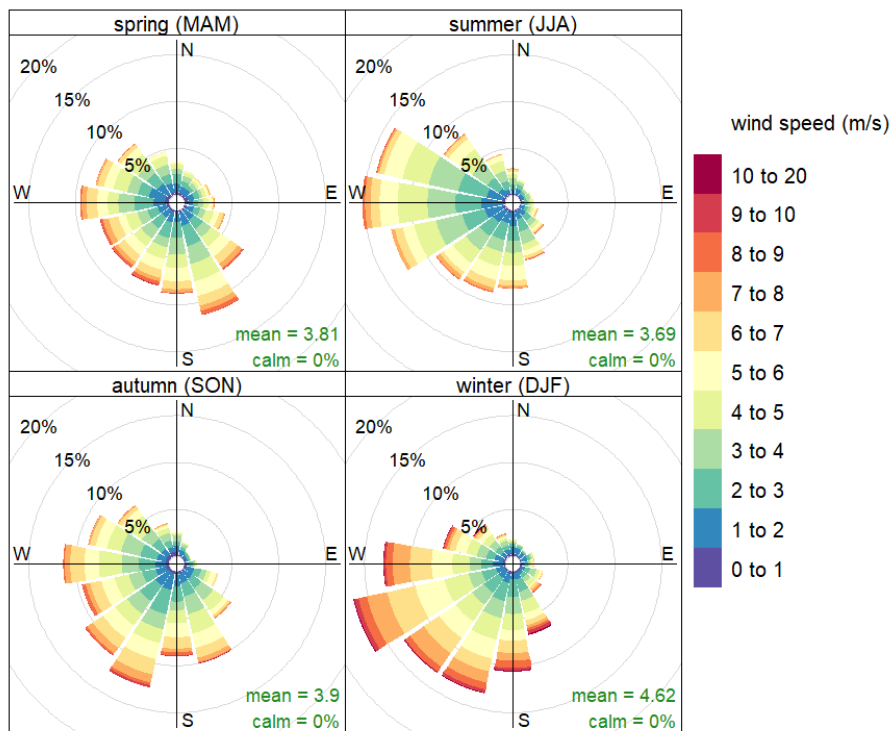 spring (MAM)
N
20%
15%
10%
5%
W
E
S
mean = 3.81
calm = 0%
summer (JJA)
N
20%
15%
10%
5%
W
E
S
mean = 3.69
calm = 0%
autumn (SON)
N
20%
15%
10%
5%
W
E
S
mean = 3.9
calm = 0%
winter (DJF)
N
20%
15%
10%
5%
W
E
S
mean = 4.62
calm = 0%
wind speed (m/s)
10 to 20
9 to 10
8 to 9
7 to 8
6 to 7
5 to 6
4 to 5
3 to 4
2 to 3
1 to 2
0 to 1